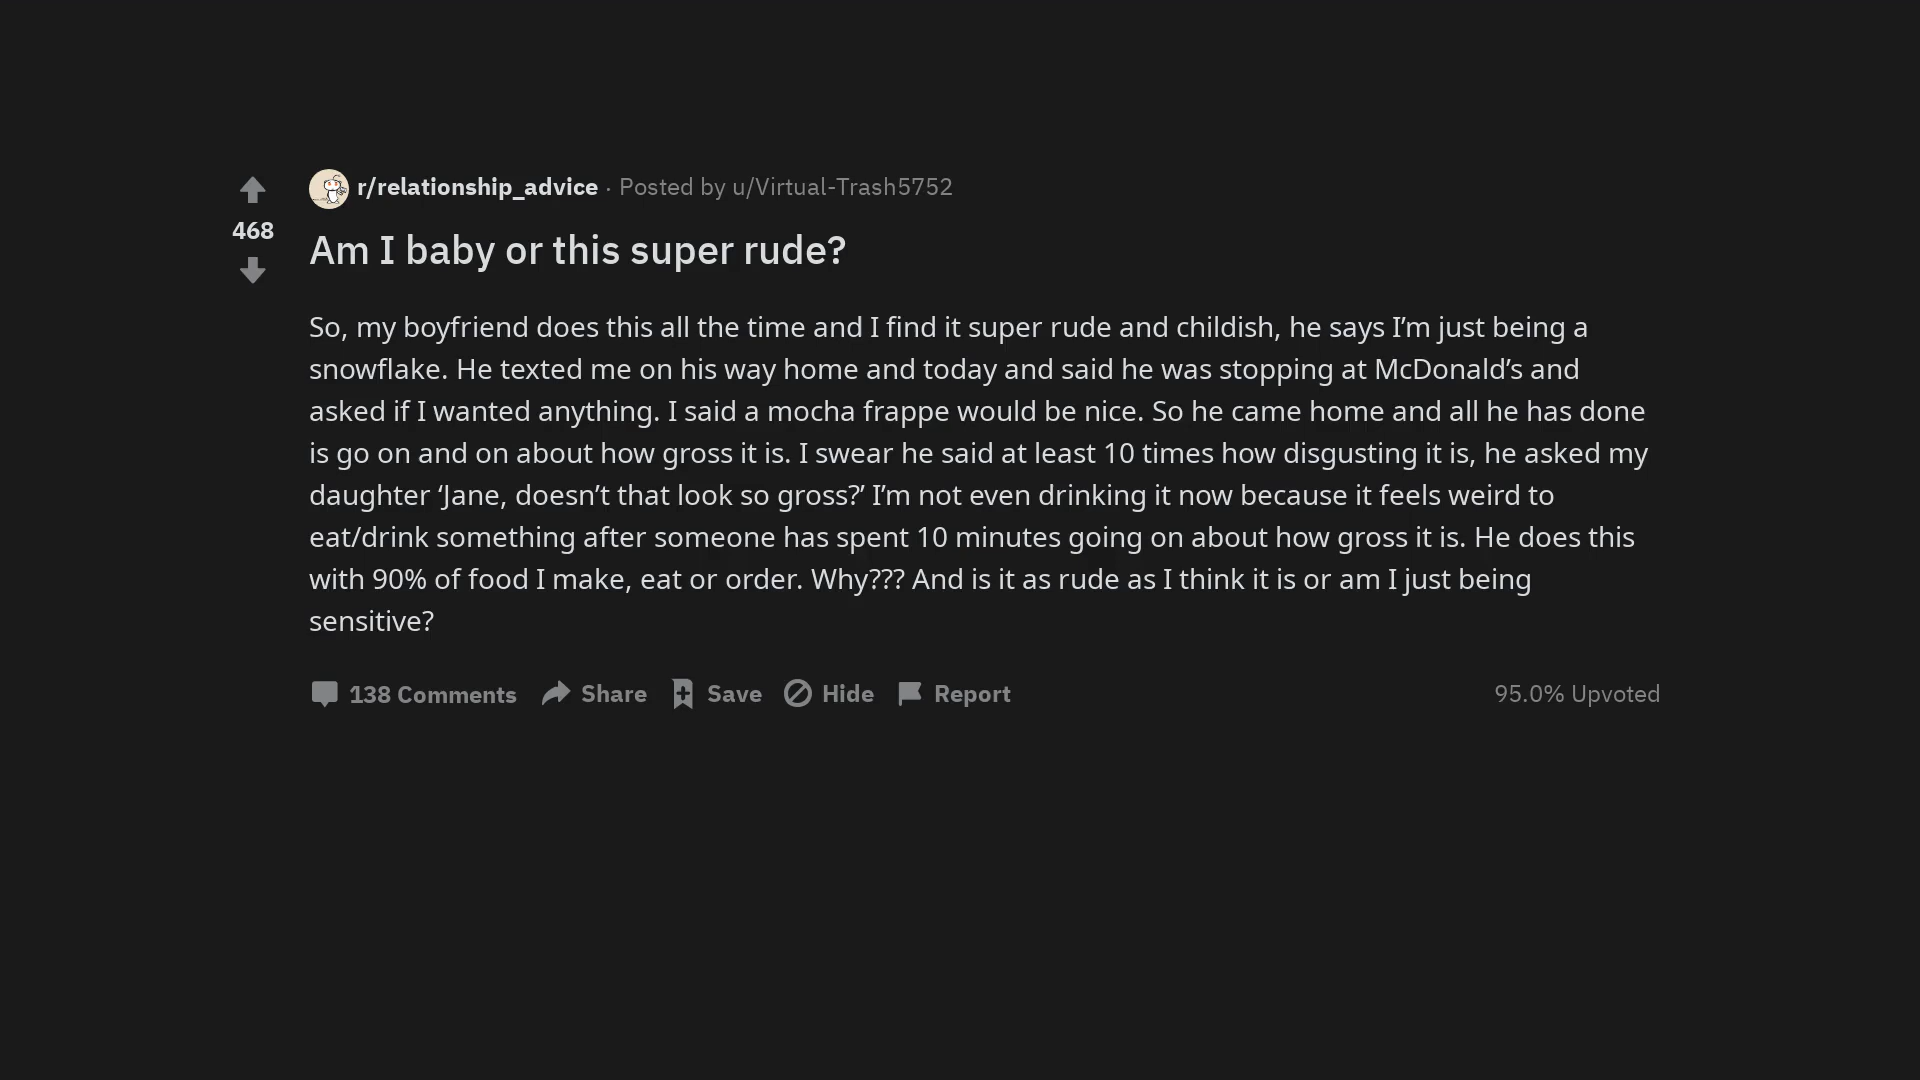 r/relationship_advice · Posted by u/Virtual-Trash5752
468
Am I baby or this super rude?
So, my boyfriend does this all the time and I find it super rude and childish, he says I’m just being a
snowflake. He texted me on his way home and today and said he was stopping at McDonald’s and
asked if I wanted anything. I said a mocha frappe would be nice. So he came home and all he has done
is go on and on about how gross it is. I swear he said at least 10 times how disgusting it is, he asked my
daughter ‘Jane, doesn’t that look so gross?’ I’m not even drinking it now because it feels weird to
eat/drink something after someone has spent 10 minutes going on about how gross it is. He does this
with 90% of food I make, eat or order. Why??? And is it as rude as I think it is or am I just being
sensitive?
138 Comments Share Save Hide Report 95.0% Upvoted